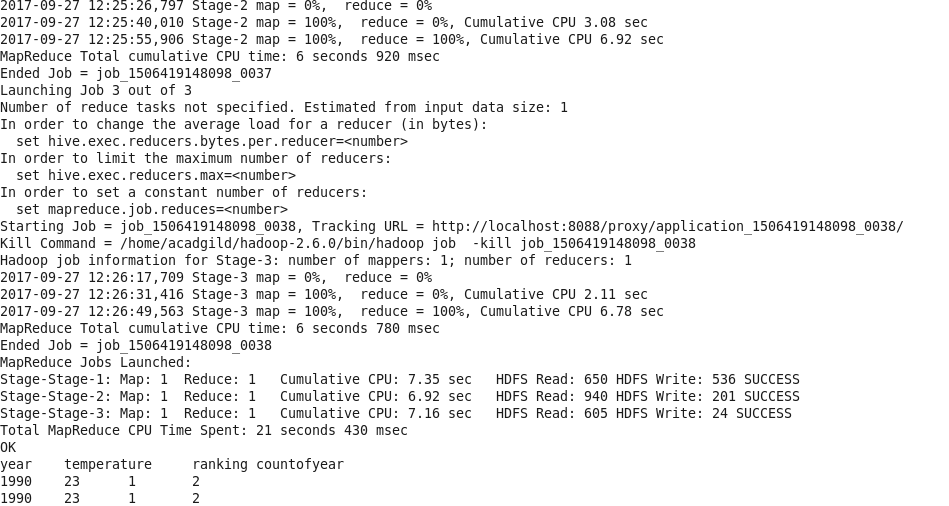 2017-09-27 12:25:26,797 Stage-2 map = 0%,  reduce = 0%
2017-09-27 12:25:40,010 Stage-2 map = 100%,  reduce = 0%, Cumulative CPU 3.08 sec
2017-09-27 12:25:55,906 Stage-2 map = 100%,  reduce = 100%, Cumulative CPU 6.92 sec
MapReduce Total cumulative CPU time: 6 seconds 920 msec
Ended Job = job_1506419148098_0037
Launching Job 3 out of 3
Number of reduce tasks not specified. Estimated from input data size: 1
In order to change the average load for a reducer (in bytes):
  set hive.exec.reducers.bytes.per.reducer=<number>
In order to limit the maximum number of reducers:
  set hive.exec.reducers.max=<number>
In order to set a constant number of reducers:
  set mapreduce.job.reduces=<number>
Starting Job = job_1506419148098_0038, Tracking URL = http://localhost:8088/proxy/application_1506419148098_0038/
Kill Command = /home/acadgild/hadoop-2.6.0/bin/hadoop job  -kill job_1506419148098_0038
Hadoop job information for Stage-3: number of mappers: 1; number of reducers: 1
2017-09-27 12:26:17,709 Stage-3 map = 0%,  reduce = 0%
2017-09-27 12:26:31,416 Stage-3 map = 100%,  reduce = 0%, Cumulative CPU 2.11 sec
2017-09-27 12:26:49,563 Stage-3 map = 100%,  reduce = 100%, Cumulative CPU 6.78 sec
MapReduce Total cumulative CPU time: 6 seconds 780 msec
Ended Job = job_1506419148098_0038
MapReduce Jobs Launched:
Stage-Stage-1: Map: 1  Reduce: 1   Cumulative CPU: 7.35 sec   HDFS Read: 650 HDFS Write: 536 SUCCESS
Stage-Stage-2: Map: 1  Reduce: 1   Cumulative CPU: 6.92 sec   HDFS Read: 940 HDFS Write: 201 SUCCESS
Stage-Stage-3: Map: 1  Reduce: 1   Cumulative CPU: 7.16 sec   HDFS Read: 605 HDFS Write: 24 SUCCESS
Total MapReduce CPU Time Spent: 21 seconds 430 msec
OK
year    temperature     ranking countofyear
1990    23      1       2
1990    23      1       2